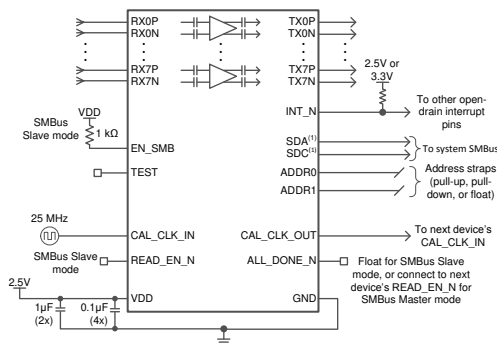 RX0P
RX0N
RX7P
RX7N
TX0P
TX0N
TX7P
TX7N
2.5V or
3.3V
INT_N
To other open-
drain interrupt
pins
VDD
SMBus
Slave mode
1 kΩ
EN_SMB
TEST
SDA(1)
SDC(1)
To system SMBus
ADDR0
ADDR1
Address straps
(pull-up, pull-
down, or float)
25 MHz
CAL_CLK_IN
CAL_CLK_OUT
To next device's
CAL_CLK_IN
SMBus Slave
mode
READ_EN_N
ALL_DONE_N
Float for SMBus Slave
mode, or connect to next
device's READ_EN_N for
SMBus Master mode
2.5V
VDD
GND
1µF
(2x)
0.1µF
(4x)